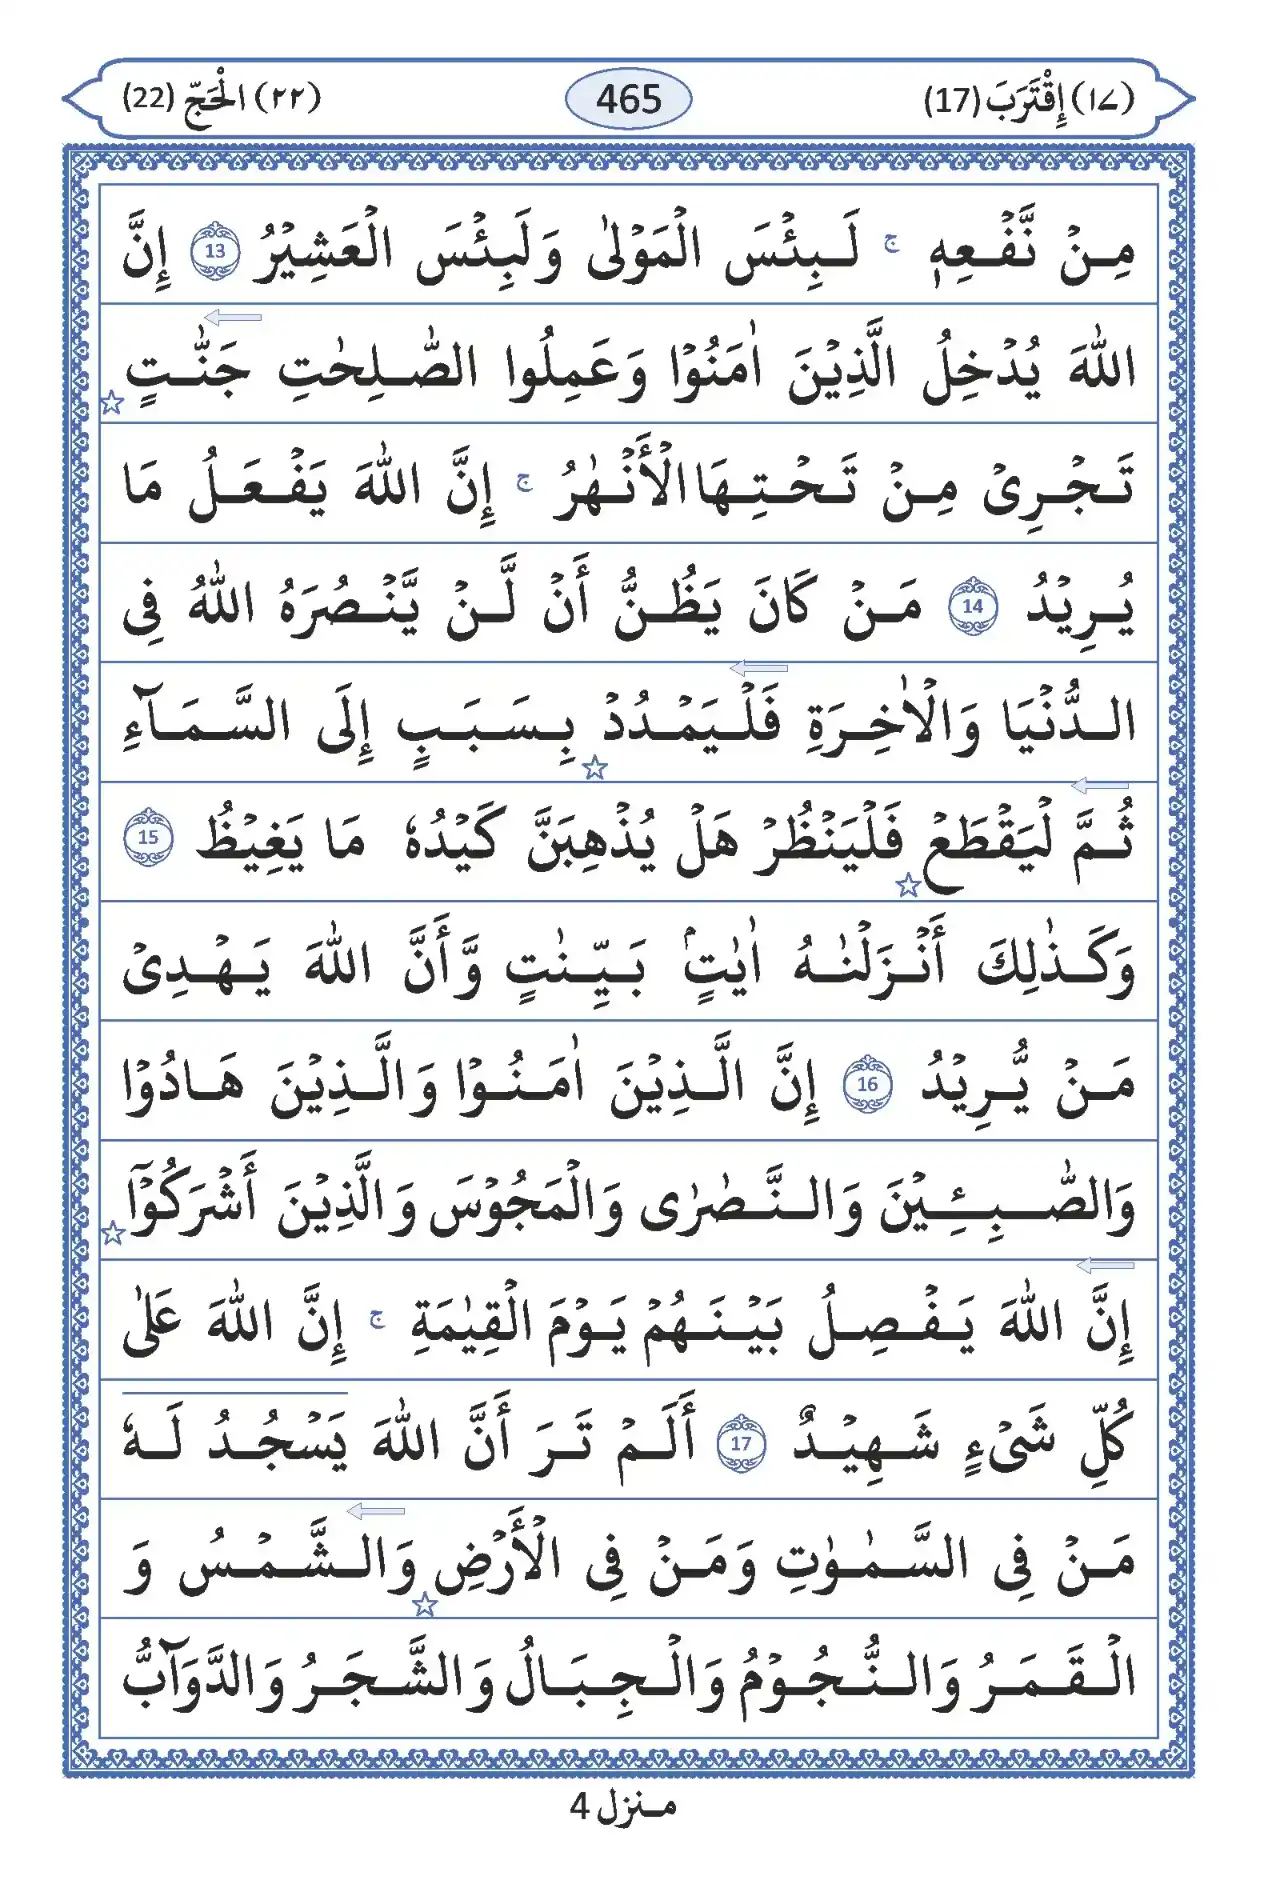 (١٧) اِقْتَرَبَ (17) 465 (٢٢) الْحَجّ (22)
مِنْ نَّفْعِهٖ ج لَبِئْسَ الْمَوْلٰى وَلَبِئْسَ الْعَشِيْرُ 13 إِنَّ
اللّٰهَ يُدْخِلُ الَّذِيْنَ اٰمَنُوْا وَعَمِلُوا الصّٰلِحٰتِ جَنّٰتٍ ☆
تَجْرِىْ مِنْ تَحْتِهَا الْأَنْهٰرُ ج إِنَّ اللّٰهَ يَفْعَلُ مَا
يُرِيْدُ 14 مَنْ كَانَ يَظُنُّ أَنْ لَّنْ يَّنْصُرَهُ اللّٰهُ فِى
الدُّنْيَا وَالْاٰخِرَةِ فَلْيَمْدُدْ ☆ بِسَبَبٍ إِلَى السَّمَآءِ
ثُمَّ لْيَقْطَعْ ☆ فَلْيَنْظُرْ هَلْ يُذْهِبَنَّ كَيْدُهٗ مَا يَغِيْظُ 15
وَكَذٰلِكَ أَنْزَلْنٰهُ اٰيٰتٍۢ بَيِّنٰتٍ وَّأَنَّ اللّٰهَ يَهْدِىْ
مَنْ يُّرِيْدُ 16 إِنَّ الَّذِيْنَ اٰمَنُوْا وَالَّذِيْنَ هَادُوْا
وَالصّٰبِئِيْنَ وَالنَّصٰرٰى وَالْمَجُوْسَ وَالَّذِيْنَ أَشْرَكُوْٓا ☆
إِنَّ اللّٰهَ يَفْصِلُ بَيْنَهُمْ يَوْمَ الْقِيٰمَةِ ج إِنَّ اللّٰهَ عَلٰى
كُلِّ شَىْءٍ شَهِيْدٌ 17 أَلَمْ تَرَ أَنَّ اللّٰهَ يَسْجُدُ لَهٗ
مَنْ فِى السَّمٰوٰتِ وَمَنْ فِى الْأَرْضِ ☆ وَالشَّمْسُ وَ
الْقَمَرُ وَالنُّجُوْمُ وَالْجِبَالُ وَالشَّجَرُ وَالدَّوَآبُّ
منزل 4